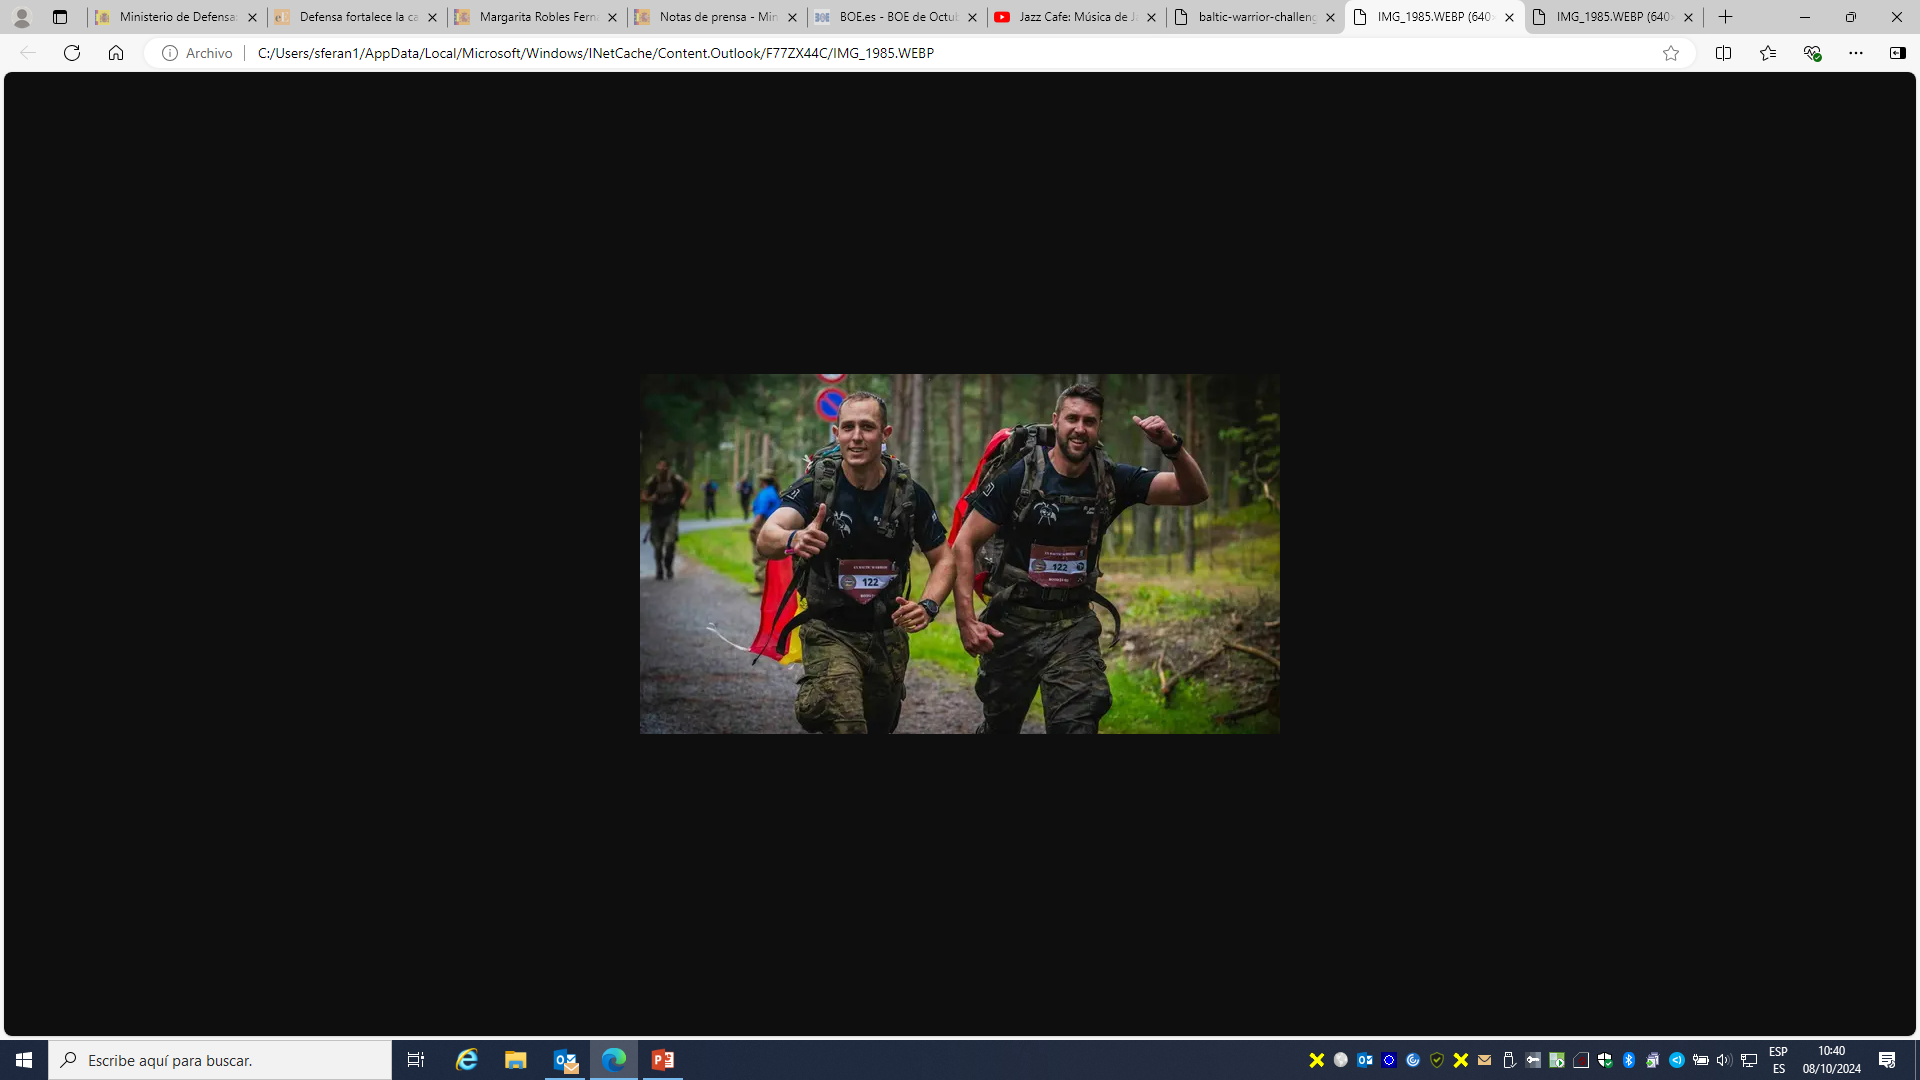 Ministerio de Defensa:
Defensa fortalece la ca
Margarita Robles Fern
Notas de prensa - Min
BOE.es - BOE de Octub
Jazz Cafe: Música de Ja
baltic-warrior-challeng
IMG_1985.WEBP (640×
IMG_1985.WEBP (640×
Archivo
C:/Users/sferan1/AppData/Local/Microsoft/Windows/INetCache/Content.Outlook/F77ZX44C/IMG_1985.WEBP
122
122
Escribe aquí para buscar.
ESP
ES
10:40
08/10/2024